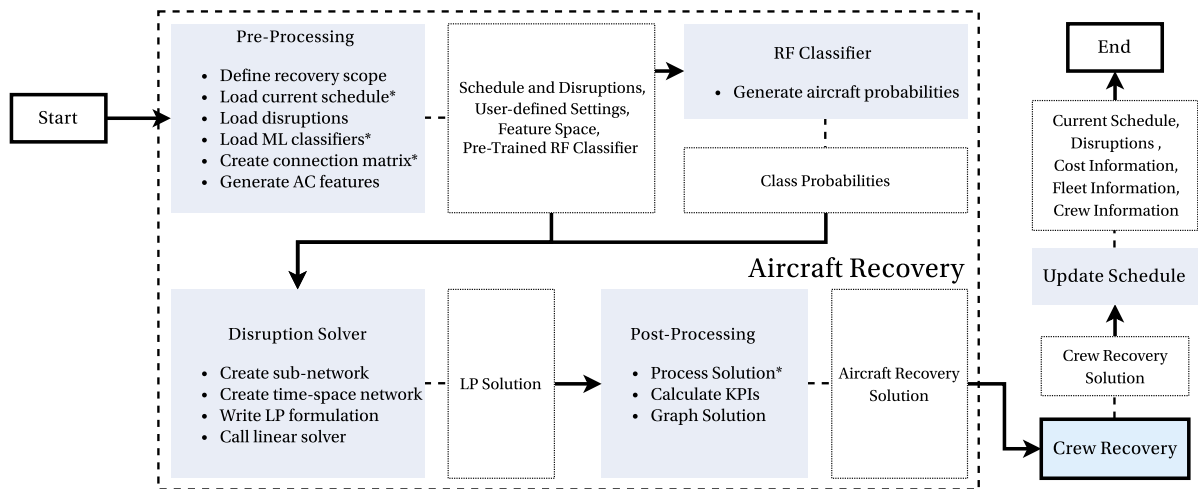 Start
Pre-Processing
• Define recovery scope
• Load current schedule*
• Load disruptions
• Load ML classifiers*
• Create connection matrix*
• Generate AC features
Schedule and Disruptions,
User-defined Settings,
Feature Space,
Pre-Trained RF Classifier
RF Classifier
• Generate aircraft probabilities
Class Probabilities
Aircraft Recovery
Disruption Solver
• Create sub-network
• Create time-space network
• Write LP formulation
• Call linear solver
LP Solution
Post-Processing
• Process Solution*
• Calculate KPIs
• Graph Solution
Aircraft Recovery
Solution
End
Current Schedule,
Disruptions ,
Cost Information,
Fleet Information,
Crew Information
Update Schedule
Crew Recovery
Solution
Crew Recovery